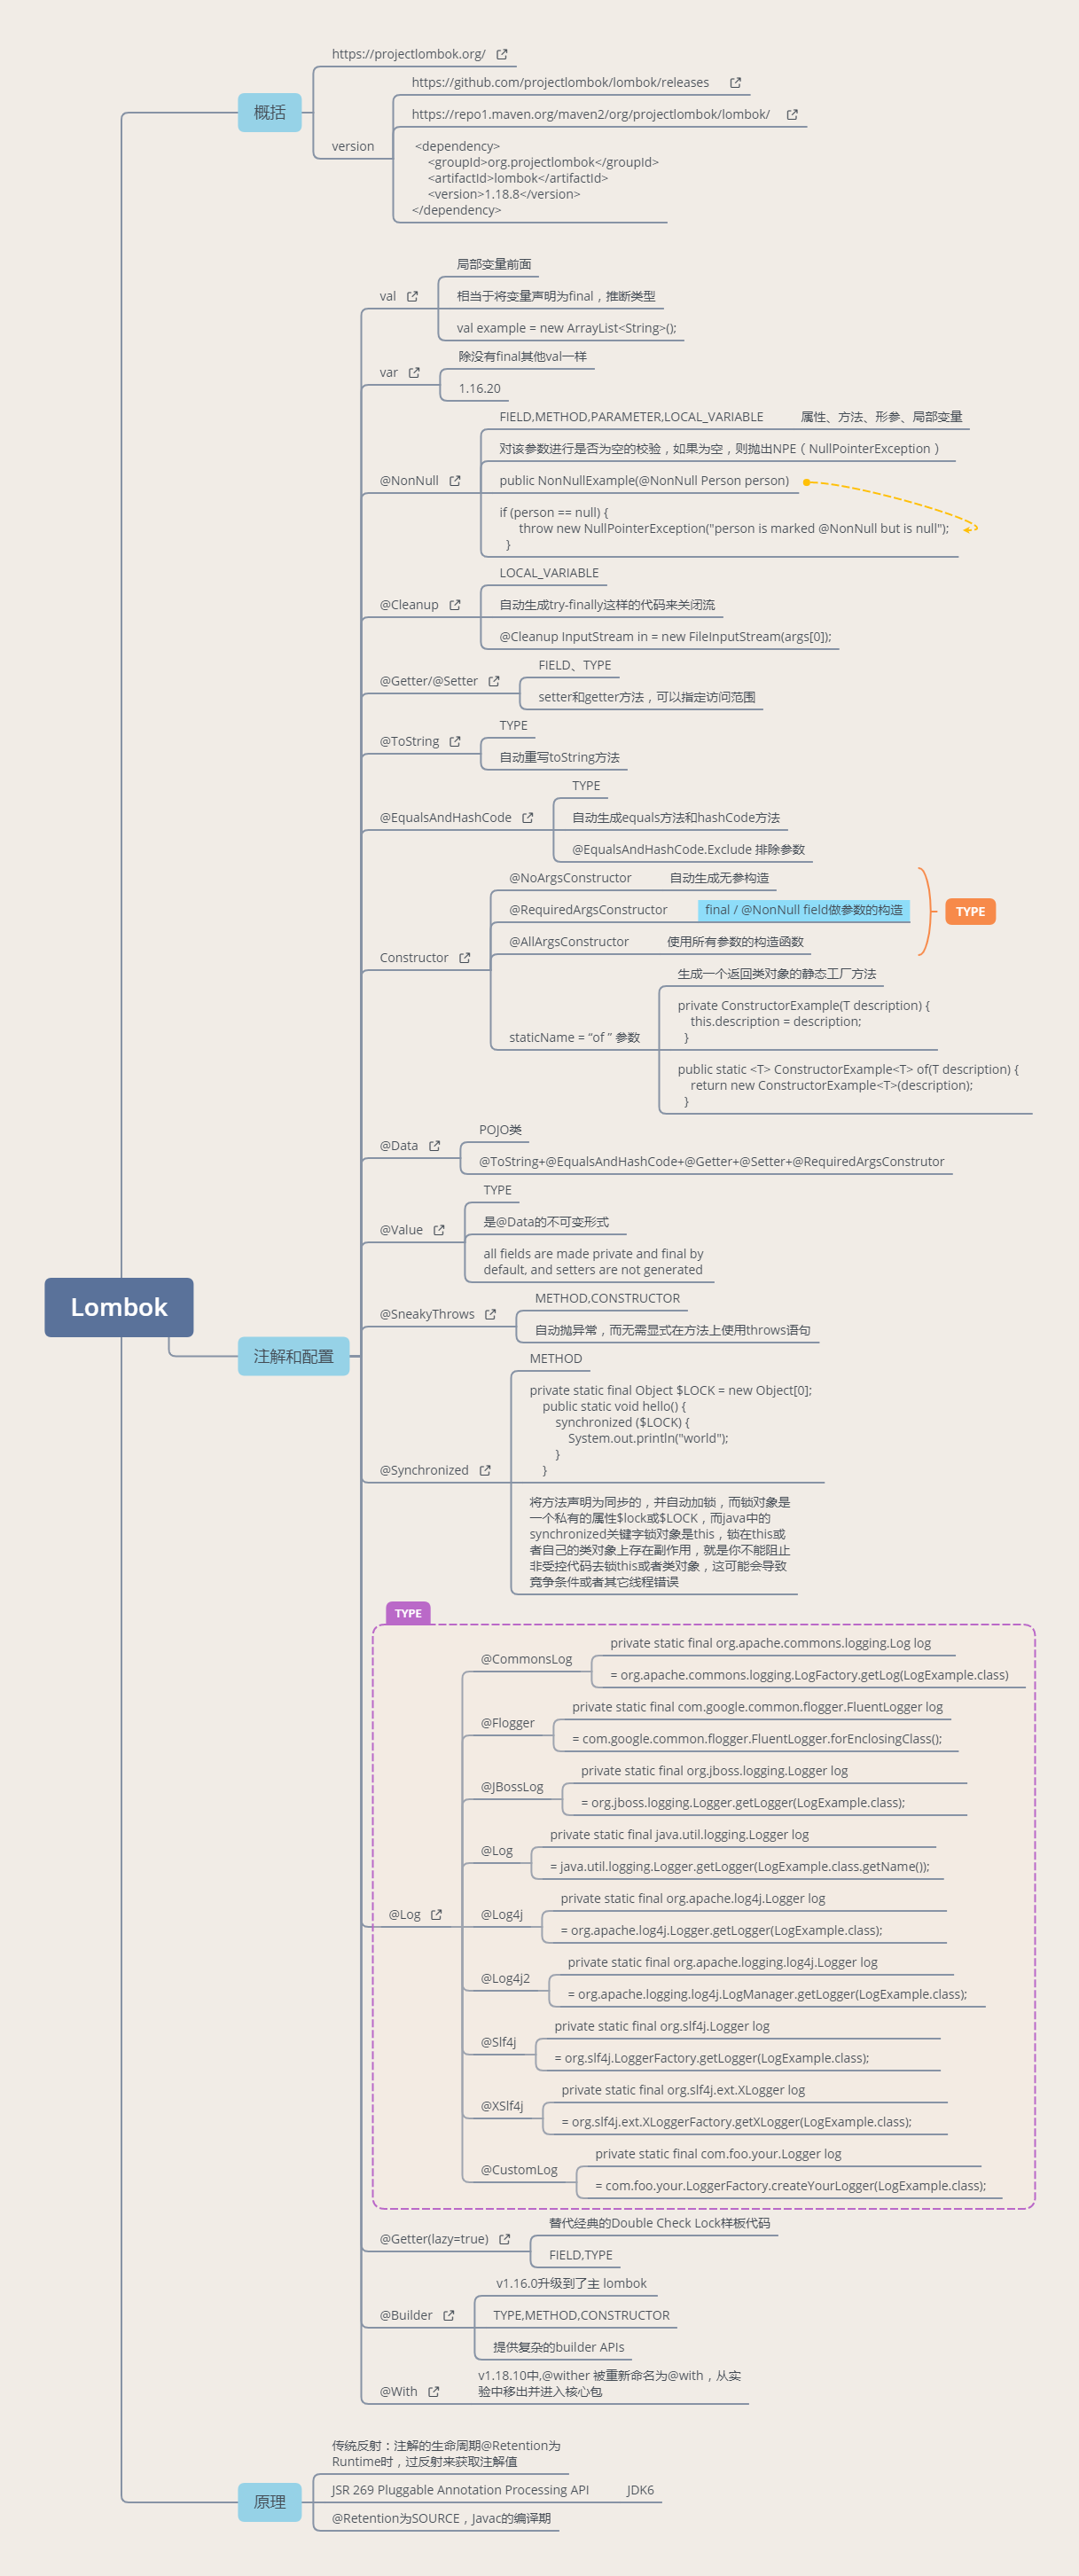 Lombok
概括
https://projectlombok.org/
version
https://github.com/projectlombok/lombok/releases
https://repo1.maven.org/maven2/org/projectlombok/lombok/
<dependency>
<groupId>org.projectlombok</groupId>
<artifactId>lombok</artifactId>
<version>1.18.8</version>
</dependency>
注解和配置
val
局部变量前面
相当于将变量声明为final，推断类型
val example = new ArrayList<String>();
var
除没有final其他val一样
1.16.20
@NonNull
FIELD,METHOD,PARAMETER,LOCAL_VARIABLE
属性、方法、形参、局部变量
对该参数进行是否为空的校验，如果为空，则抛出NPE（NullPointerException）
public NonNullExample(@NonNull Person person)
if (person == null) {
throw new NullPointerException("person is marked @NonNull but is null");
}
@Cleanup
LOCAL_VARIABLE
自动生成try-finally这样的代码来关闭流
@Cleanup InputStream in = new FileInputStream(args[0]);
@Getter/@Setter
FIELD、TYPE
setter和getter方法，可以指定访问范围
@ToString
TYPE
自动重写toString方法
@EqualsAndHashCode
TYPE
自动生成equals方法和hashCode方法
@EqualsAndHashCode.Exclude 排除参数
Constructor
@NoArgsConstructor
自动生成无参构造
@RequiredArgsConstructor
final / @NonNull field做参数的构造
@AllArgsConstructor
使用所有参数的构造函数
TYPE
staticName = “of ” 参数
生成一个返回类对象的静态工厂方法
private ConstructorExample(T description) {
this.description = description;
}
public static <T> ConstructorExample<T> of(T description) {
return new ConstructorExample<T>(description);
}
@Data
POJO类
@ToString+@EqualsAndHashCode+@Getter+@Setter+@RequiredArgsConstrutor
@Value
TYPE
是@Data的不可变形式
all fields are made private and final by
default, and setters are not generated
@SneakyThrows
METHOD,CONSTRUCTOR
自动抛异常，而无需显式在方法上使用throws语句
@Synchronized
METHOD
private static final Object $LOCK = new Object[0];
public static void hello() {
synchronized ($LOCK) {
System.out.println("world");
}
}
将方法声明为同步的，并自动加锁，而锁对象是
一个私有的属性$lock或$LOCK，而java中的
synchronized关键字锁对象是this，锁在this或
者自己的类对象上存在副作用，就是你不能阻止
非受控代码去锁this或者类对象，这可能会导致
竞争条件或者其它线程错误
TYPE
@Log
@CommonsLog
private static final org.apache.commons.logging.Log log
= org.apache.commons.logging.LogFactory.getLog(LogExample.class)
@Flogger
private static final com.google.common.flogger.FluentLogger log
= com.google.common.flogger.FluentLogger.forEnclosingClass();
@JBossLog
private static final org.jboss.logging.Logger log
= org.jboss.logging.Logger.getLogger(LogExample.class);
@Log
private static final java.util.logging.Logger log
= java.util.logging.Logger.getLogger(LogExample.class.getName());
@Log4j
private static final org.apache.log4j.Logger log
= org.apache.log4j.Logger.getLogger(LogExample.class);
@Log4j2
private static final org.apache.logging.log4j.Logger log
= org.apache.logging.log4j.LogManager.getLogger(LogExample.class);
@Slf4j
private static final org.slf4j.Logger log
= org.slf4j.LoggerFactory.getLogger(LogExample.class);
@XSlf4j
private static final org.slf4j.ext.XLogger log
= org.slf4j.ext.XLoggerFactory.getXLogger(LogExample.class);
@CustomLog
private static final com.foo.your.Logger log
= com.foo.your.LoggerFactory.createYourLogger(LogExample.class);
@Getter(lazy=true)
替代经典的Double Check Lock样板代码
FIELD,TYPE
@Builder
v1.16.0升级到了主 lombok
TYPE,METHOD,CONSTRUCTOR
提供复杂的builder APIs
@With
v1.18.10中,@wither 被重新命名为@with，从实
验中移出并进入核心包
原理
传统反射：注解的生命周期@Retention为
Runtime时，过反射来获取注解值
JSR 269 Pluggable Annotation Processing API
JDK6
@Retention为SOURCE，Javac的编译期